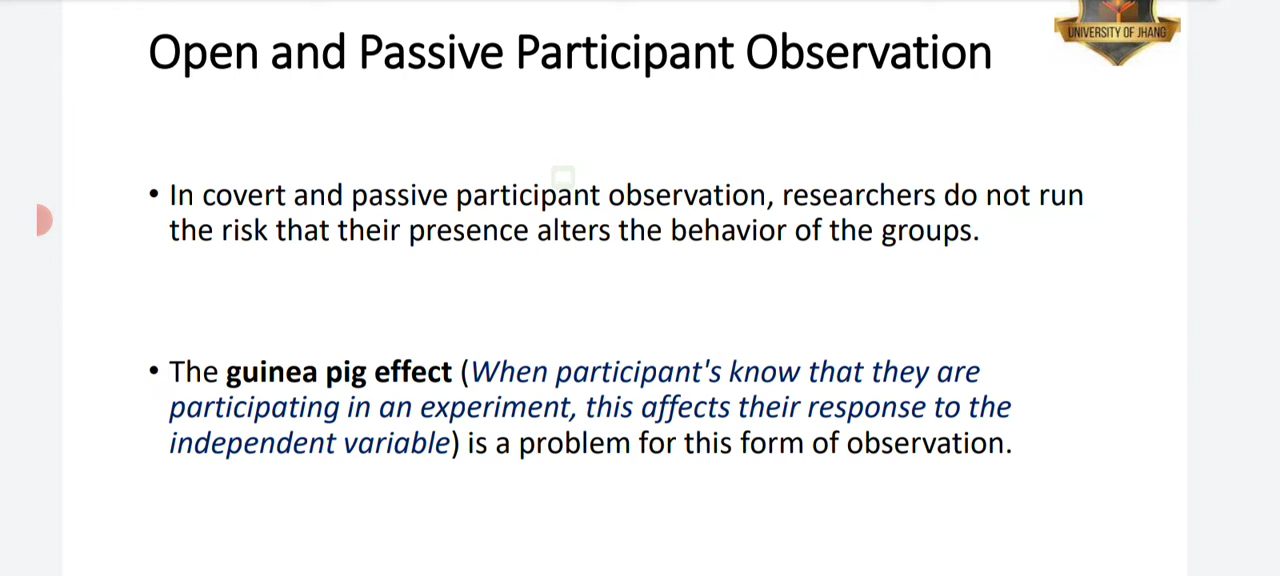 Open and Passive Participant Observation
UNIVERSITY OF JHANG
• In covert and passive participant observation, researchers do not run
the risk that their presence alters the behavior of the groups.
• The guinea pig effect (When participant's know that they are
participating in an experiment, this affects their response to the
independent variable) is a problem for this form of observation.